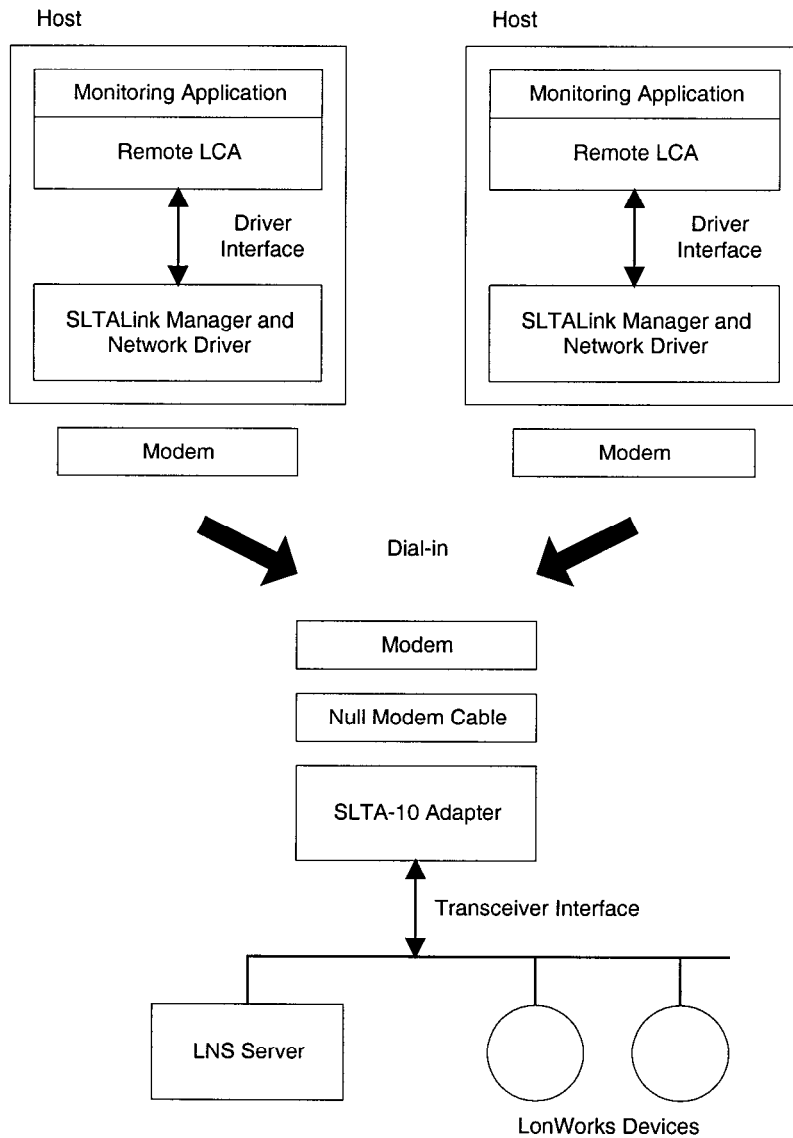 Host
Monitoring Application
Remote LCA
Driver
Interface
SLTALink Manager and
Network Driver
Modem
Host
Monitoring Application
Remote LCA
Driver
Interface
SLTALink Manager and
Network Driver
Modem
Dial-in
Modem
Null Modem Cable
SLTA-10 Adapter
Transceiver Interface
LNS Server
LonWorks Devices